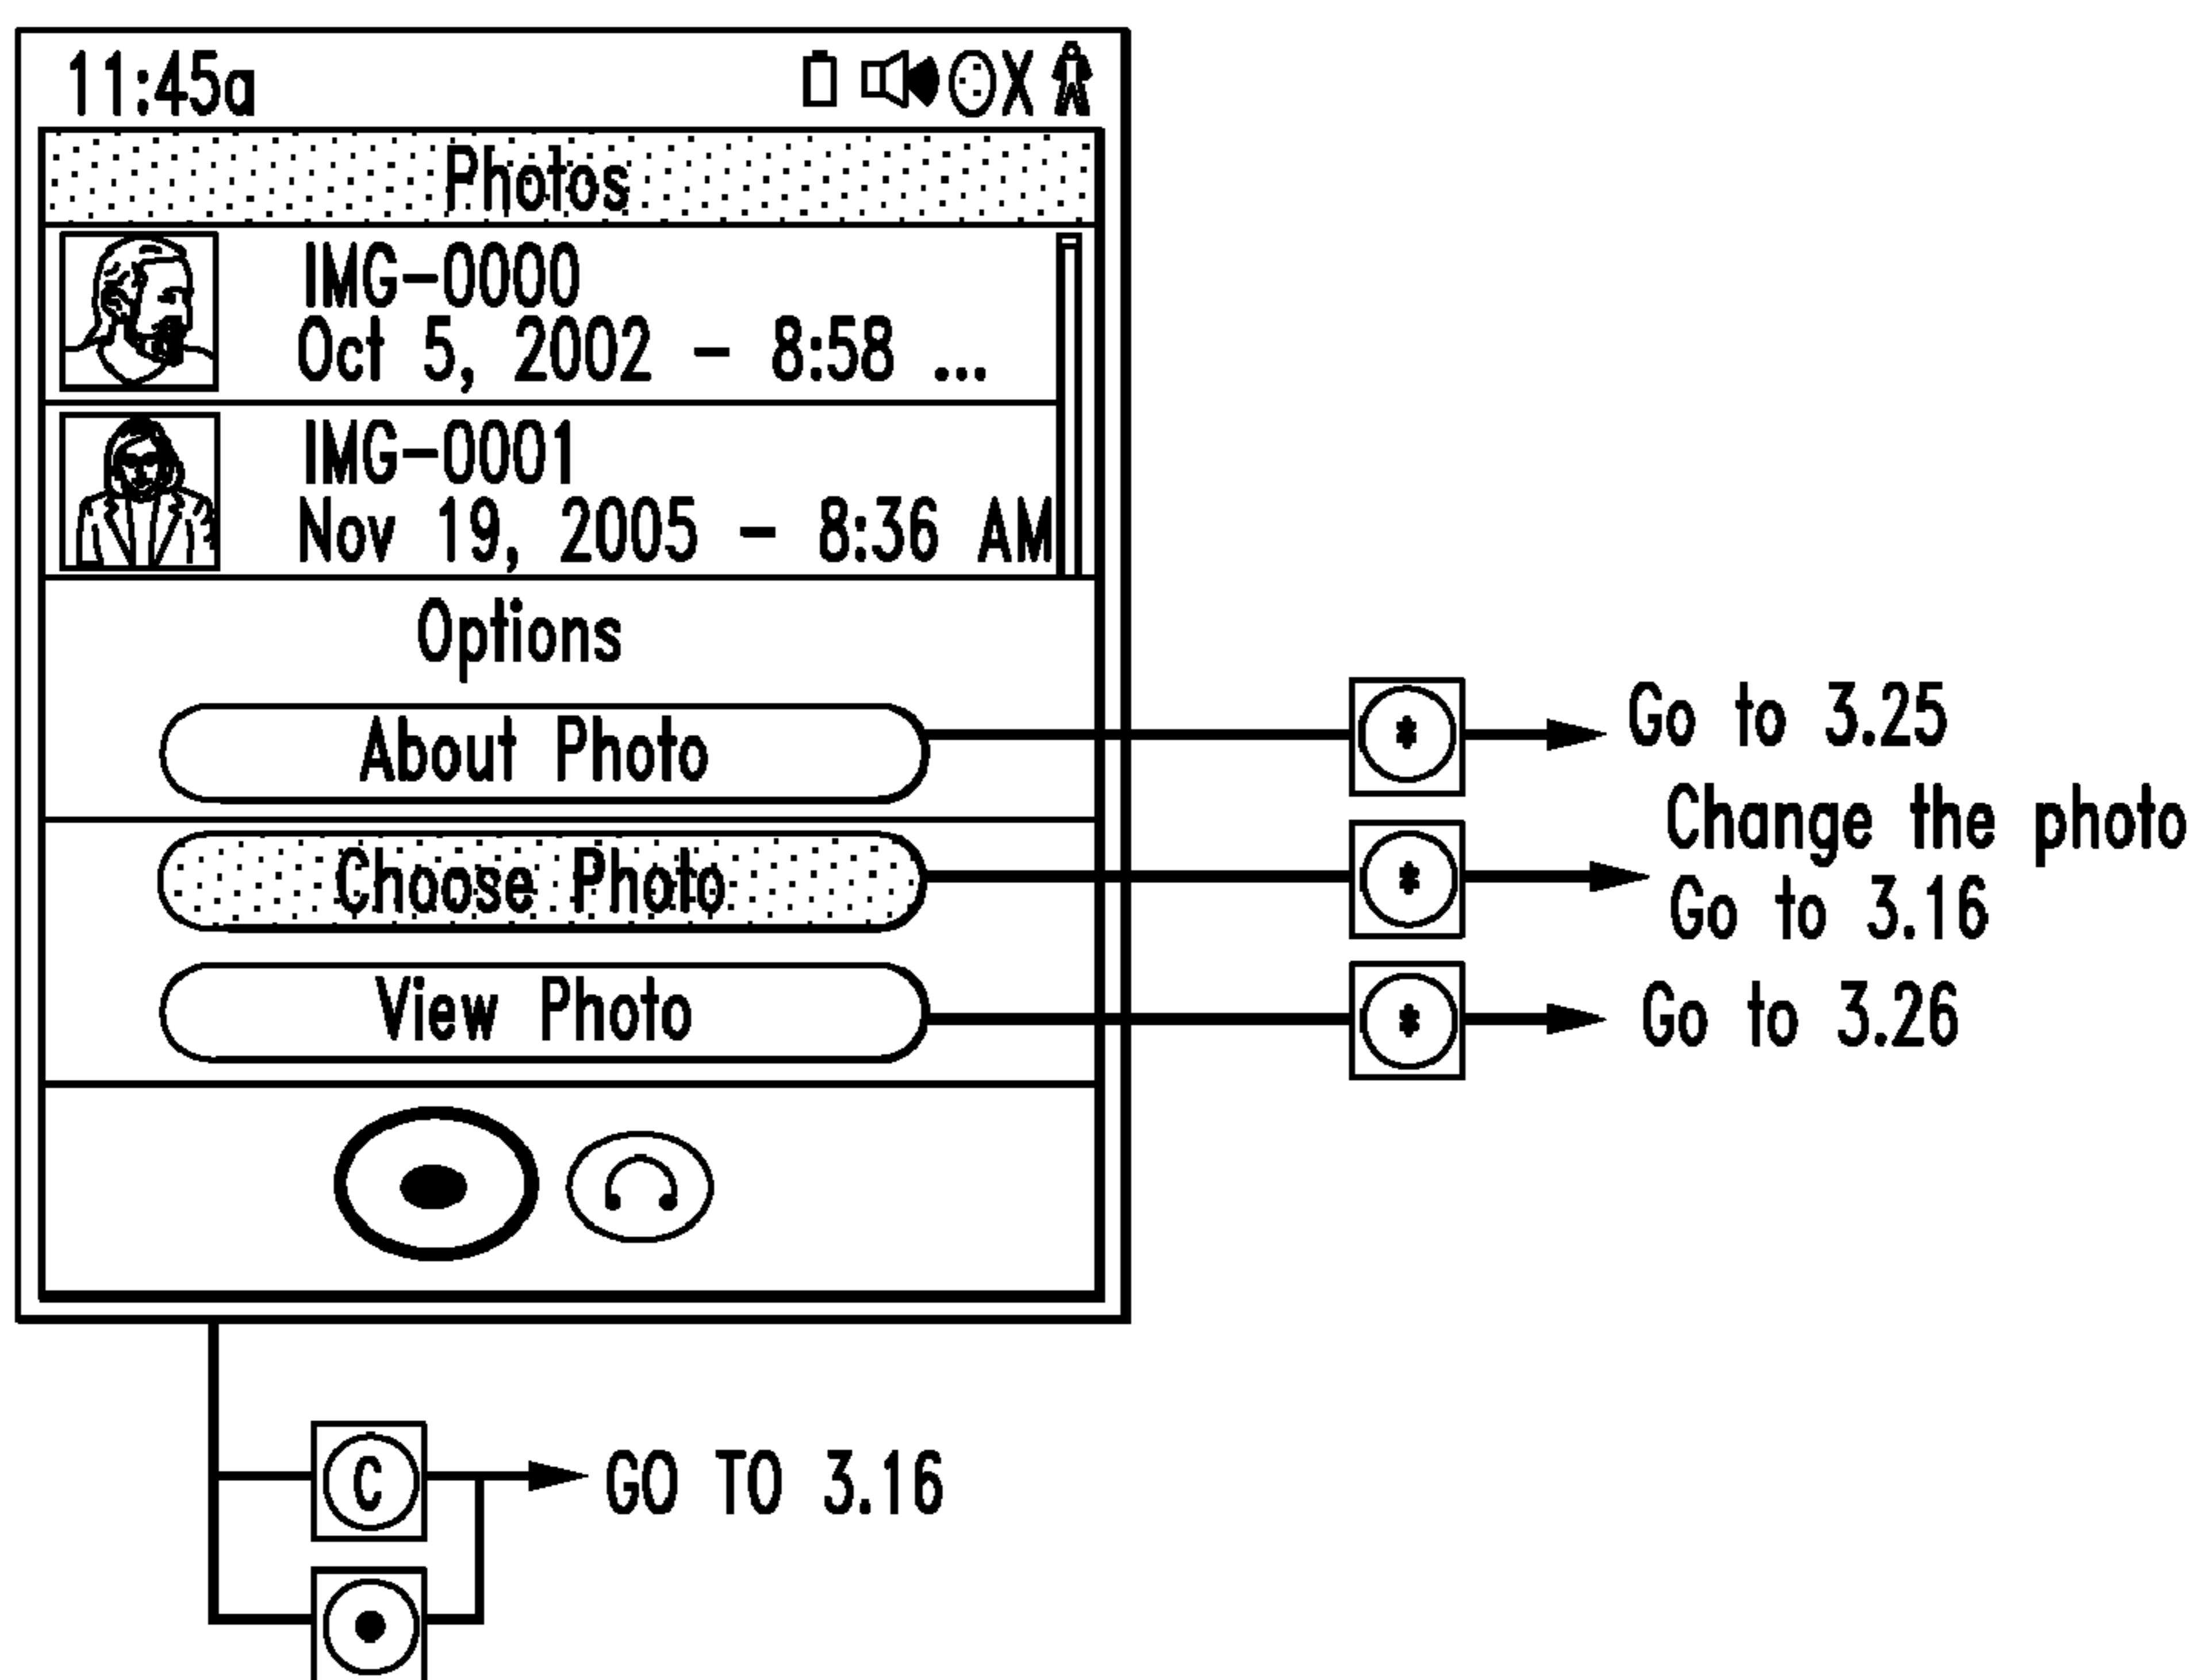 11:45a
X
Photos
IMG-0000
Oct 5, 2002 - 8:58 ...
IMG-0001
Nov 19, 2005 - 8:36 AM
Options
About Photo
* Go to 3.25
Choose Photo
* Change the photo
Go to 3.16
View Photo
* Go to 3.26
C GO TO 3.16